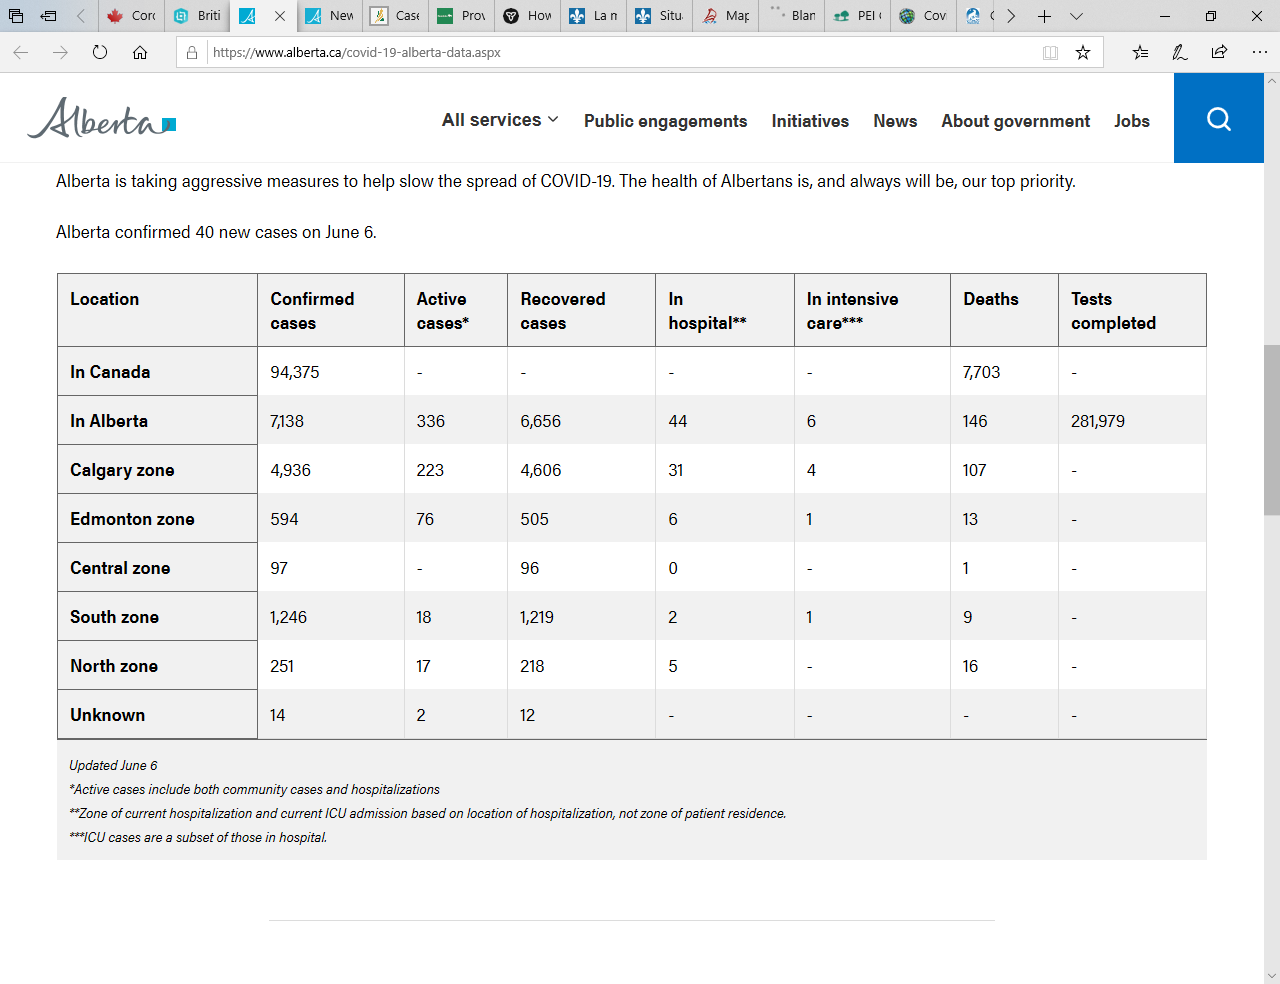 Corc Briti New Case Prov How La n Situ Map Blan PEI Cov
https://www.alberta.ca/covid-19-alberta-data.aspx
Alberta All services Public engagements Initiatives News About government Jobs
Alberta is taking aggressive measures to help slow the spread of COVID-19. The health of Albertans is, and always will be, our top priority.
Alberta confirmed 40 new cases on June 6.
Location Confirmed cases Active cases* Recovered cases In hospital** In intensive care*** Deaths Tests completed
In Canada 94,375 - - - - 7,703 -
In Alberta 7,138 336 6,656 44 6 146 281,979
Calgary zone 4,936 223 4,606 31 4 107 -
Edmonton zone 594 76 505 6 1 13 -
Central zone 97 - 96 0 - 1 -
South zone 1,246 18 1,219 2 1 9 -
North zone 251 17 218 5 - 16 -
Unknown 14 2 12 - - - -
Updated June 6
*Active cases include both community cases and hospitalizations
**Zone of current hospitalization and current ICU admission based on location of hospitalization, not zone of patient residence.
***ICU cases are a subset of those in hospital.